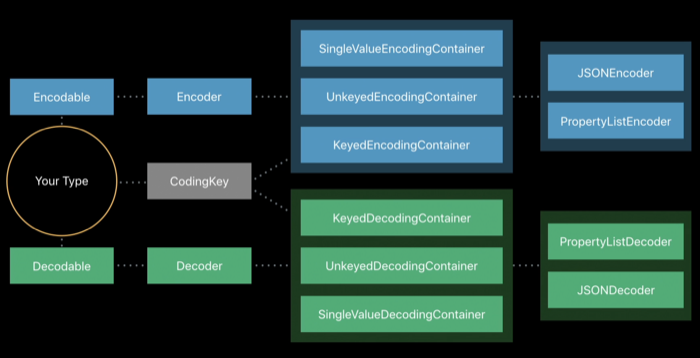 SingleValueEncodingContainer
JSONEncoder
Encodable
Encoder
UnkeyedEncodingContainer
PropertyListEncoder
KeyedEncodingContainer
Your Type
CodingKey
KeyedDecodingContainer
PropertyListDecoder
Decodable
Decoder
UnkeyedDecodingContainer
JSONDecoder
SingleValueDecodingContainer